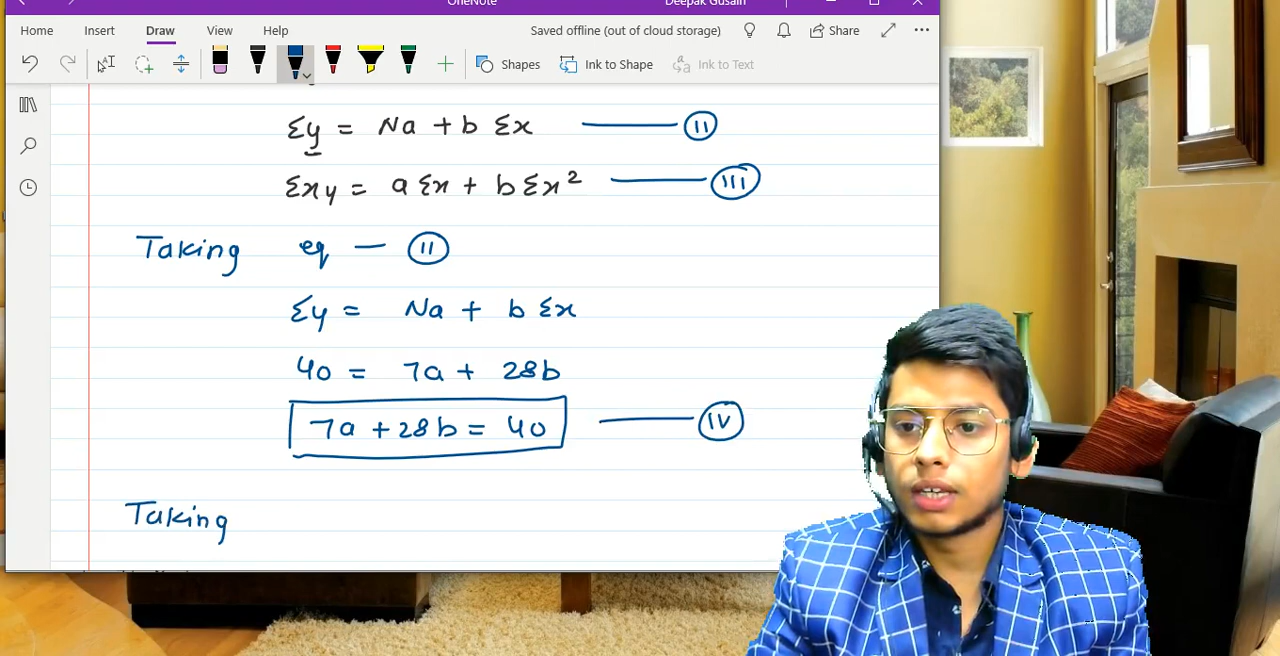 OneNote
Deepak Gusain
Home Insert Draw View Help Saved offline (out of cloud storage) Share
Shapes Ink to Shape Ink to Text
Σy = Na + b Σx —— II
Σxy = a Σx + b Σx² —— III
Taking eq — II
Σy = Na + b Σx
40 = 7a + 28b
7a + 28b = 40 —— IV
Taking